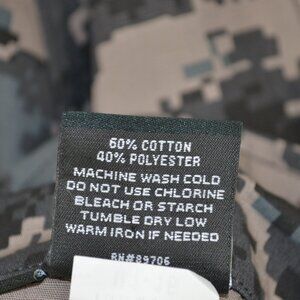 60% COTTON
40% POLYESTER
MACHINE WASH COLD
DO NOT USE CHLORINE
BLEACH OR STARCH
TUMBLE DRY LOW
WARM IRON IF NEEDED
RN#89706